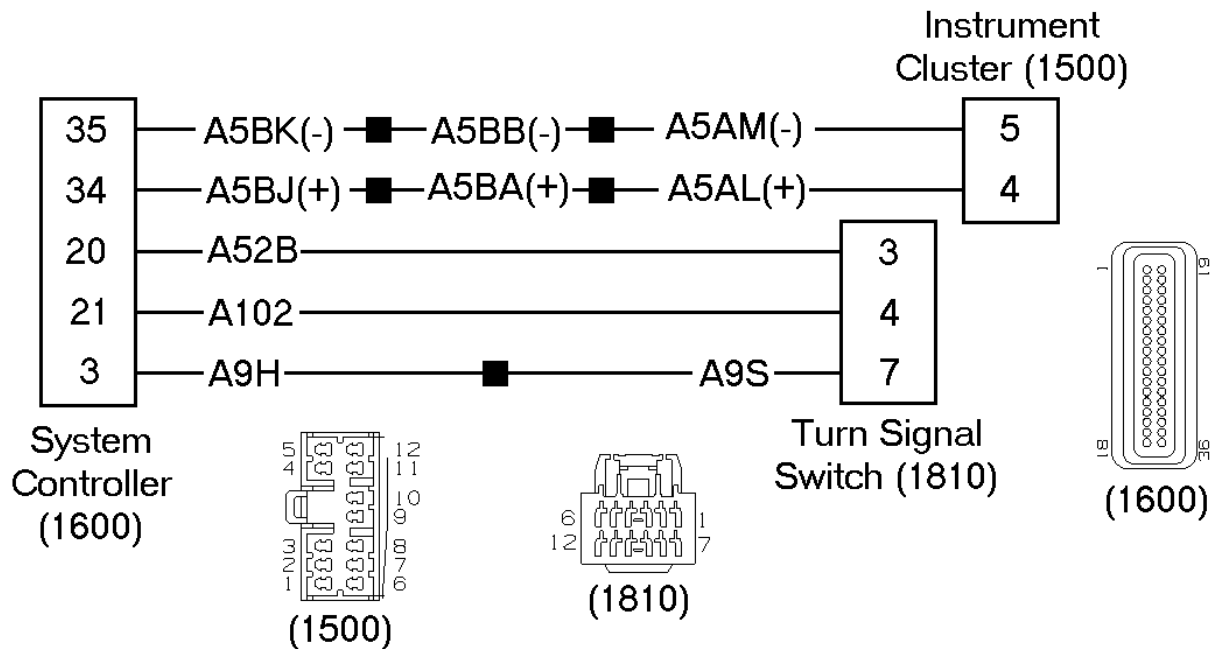 Instrument
Cluster (1500)
35 A5BK(-) A5BB(-) A5AM(-) 5
34 A5BJ(+) A5BA(+) A5AL(+) 4
20 A52B 3
21 A102 4
3 A9H A9S 7
System
Controller
(1600)
Turn Signal
Switch (1810)
5 12
4 11
10
9
3 8
2 7
1 6
(1500)
6 1
12 7
(1810)
1 19
18 36
(1600)